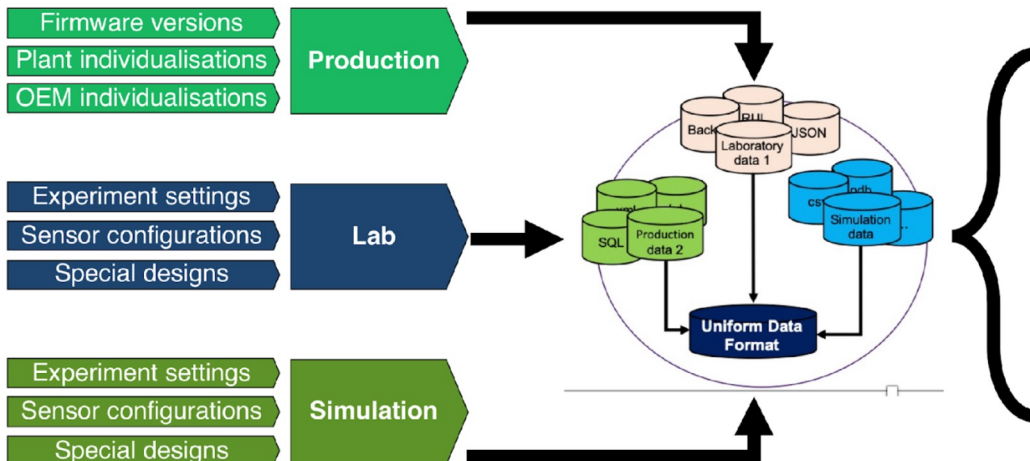 Firmware versions
Plant individualisations
OEM individualisations
Production
Experiment settings
Sensor configurations
Special designs
Lab
Experiment settings
Sensor configurations
Special designs
Simulation
JSON
Laboratory
data 1
SQL
Production
data 2
Simulation
data
...
Uniform Data
Format